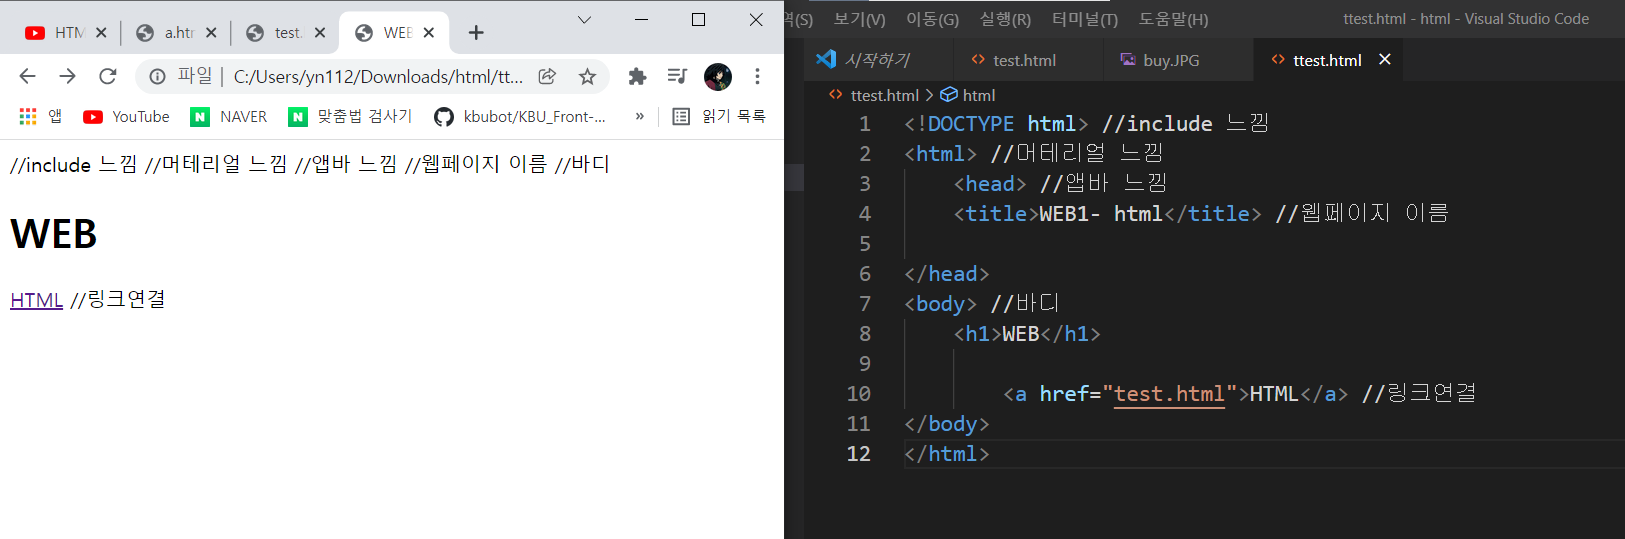 HTM
a.htr
test.
WEE
파일 | C:/Users/yn112/Downloads/html/tt...
앱 YouTube NAVER 맞춤법 검사기 kbubot/KBU_Front-... » 읽기 목록
//include 느낌 //머테리얼 느낌 //앱바 느낌 //웹페이지 이름 //바디
WEB
HTML //링크연결
(S) 보기(V) 이동(G) 실행(R) 터미널(T) 도움말(H) ttest.html - html - Visual Studio Code
시작하기 test.html buy.JPG ttest.html
ttest.html > html
1 <!DOCTYPE html> //include 느낌
2 <html> //머테리얼 느낌
3 <head> //앱바 느낌
4 <title>WEB1- html</title> //웹페이지 이름
5
6 </head>
7 <body> //바디
8 <h1>WEB</h1>
9
10 <a href="test.html">HTML</a> //링크연결
11 </body>
12 </html>